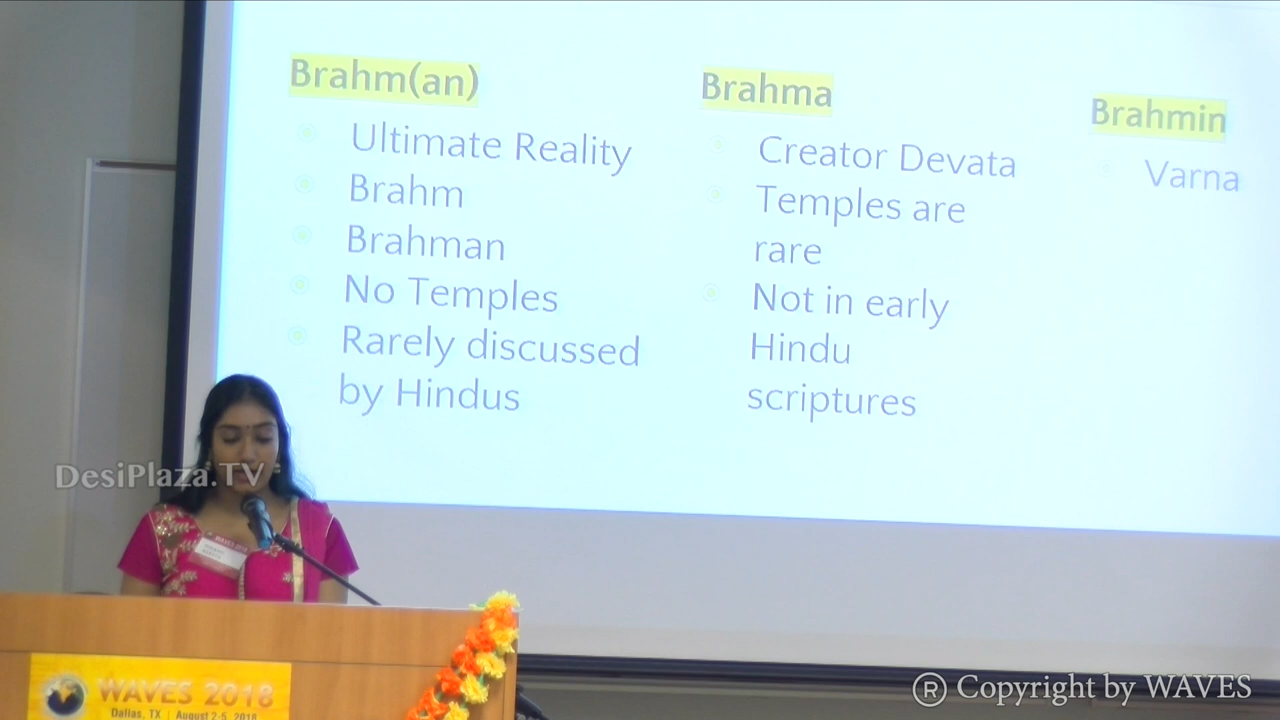 Brahm(an)
Ultimate Reality
Brahm
Brahman
No Temples
Rarely discussed
by Hindus
Brahma
Creator Devata
Temples are
rare
Not in early
Hindu
scriptures
Brahmin
Varna
DesiPlaza.TV
WAVES 2018
Dallas, TX | August 2-5, 2018
® Copyright by WAVES